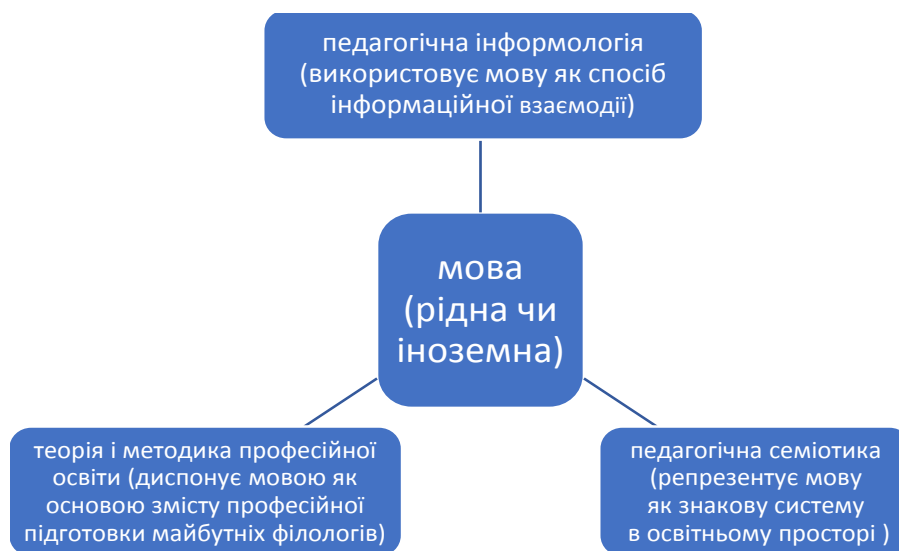 педагогічна інформологія
(використовує мову як спосіб
інформаційної взаємодії)
мова
(рідна чи
іноземна)
теорія і методика професійної
освіти (диспонує мовою як
основою змісту професійної
підготовки майбутніх філологів)
педагогічна семіотика
(репрезентує мову
як знакову систему
в освітньому просторі )